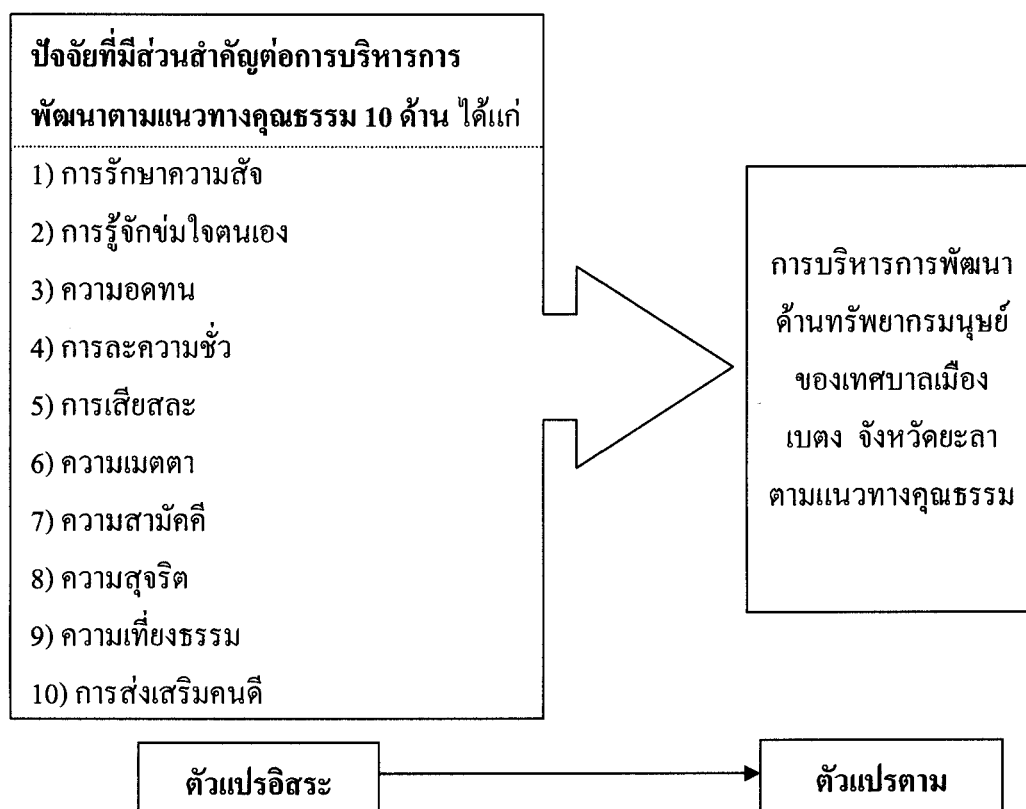 ปัจจัยที่มีส่วนสำคัญต่อการบริหารการ
พัฒนาตามแนวทางคุณธรรม 10 ด้าน ได้แก่
1) การรักษาความสัจ
2) การรู้จักข่มใจตนเอง
3) ความอดทน
4) การละความชั่ว
5) การเสียสละ
6) ความเมตตา
7) ความสามัคคี
8) ความสุจริต
9) ความเที่ยงธรรม
10) การส่งเสริมคนดี
การบริหารการพัฒนา
ด้านทรัพยากรมนุษย์
ของเทศบาลเมือง
เบตง จังหวัดยะลา
ตามแนวทางคุณธรรม
ตัวแปรอิสระ
ตัวแปรตาม